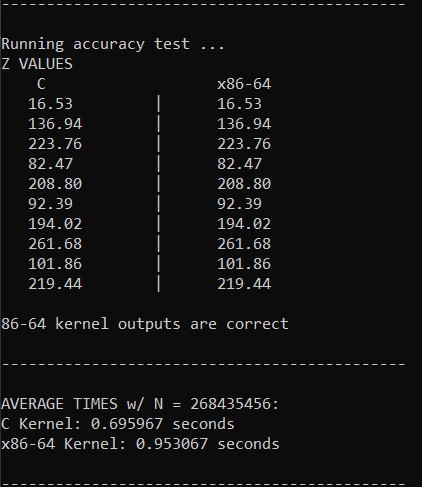 ---------------------------------------------
Running accuracy test ...
Z VALUES
C x86-64
16.53 | 16.53
136.94 | 136.94
223.76 | 223.76
82.47 | 82.47
208.80 | 208.80
92.39 | 92.39
194.02 | 194.02
261.68 | 261.68
101.86 | 101.86
219.44 | 219.44
86-64 kernel outputs are correct
---------------------------------------------
AVERAGE TIMES w/ N = 268435456:
C Kernel: 0.695967 seconds
x86-64 Kernel: 0.953067 seconds
---------------------------------------------